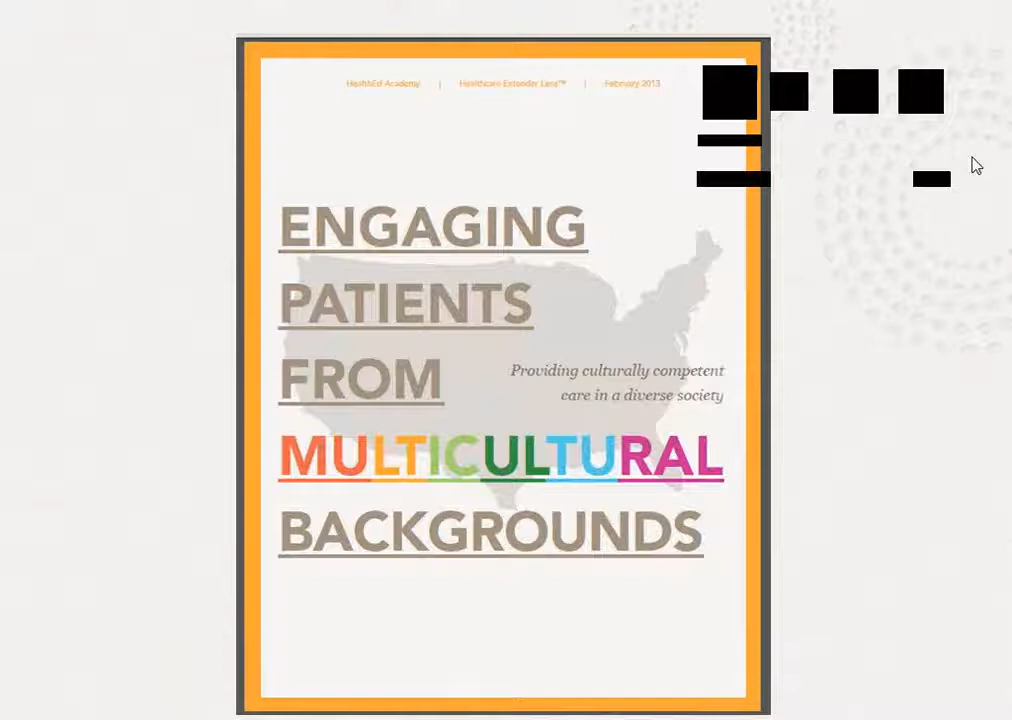 HealthEd Academy | Healthcare Extender Lens™ | February 2013
ENGAGING
PATIENTS
FROM
Providing culturally competent
care in a diverse society
MULTICULTURAL
BACKGROUNDS